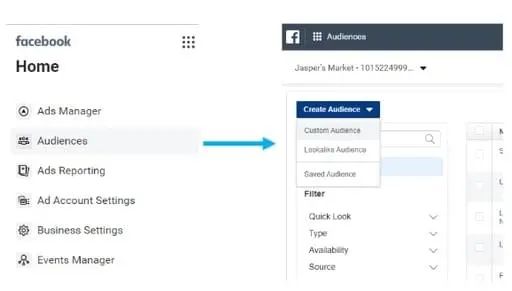 facebook
Home
Ads Manager
Audiences
Ads Reporting
Ad Account Settings
Business Settings
Events Manager
Audiences
Jasper's Market • 1015224999...
Create Audience
Custom Audience
Lookalike Audience
Saved Audience
Filter
Quick Look
Type
Availability
Source